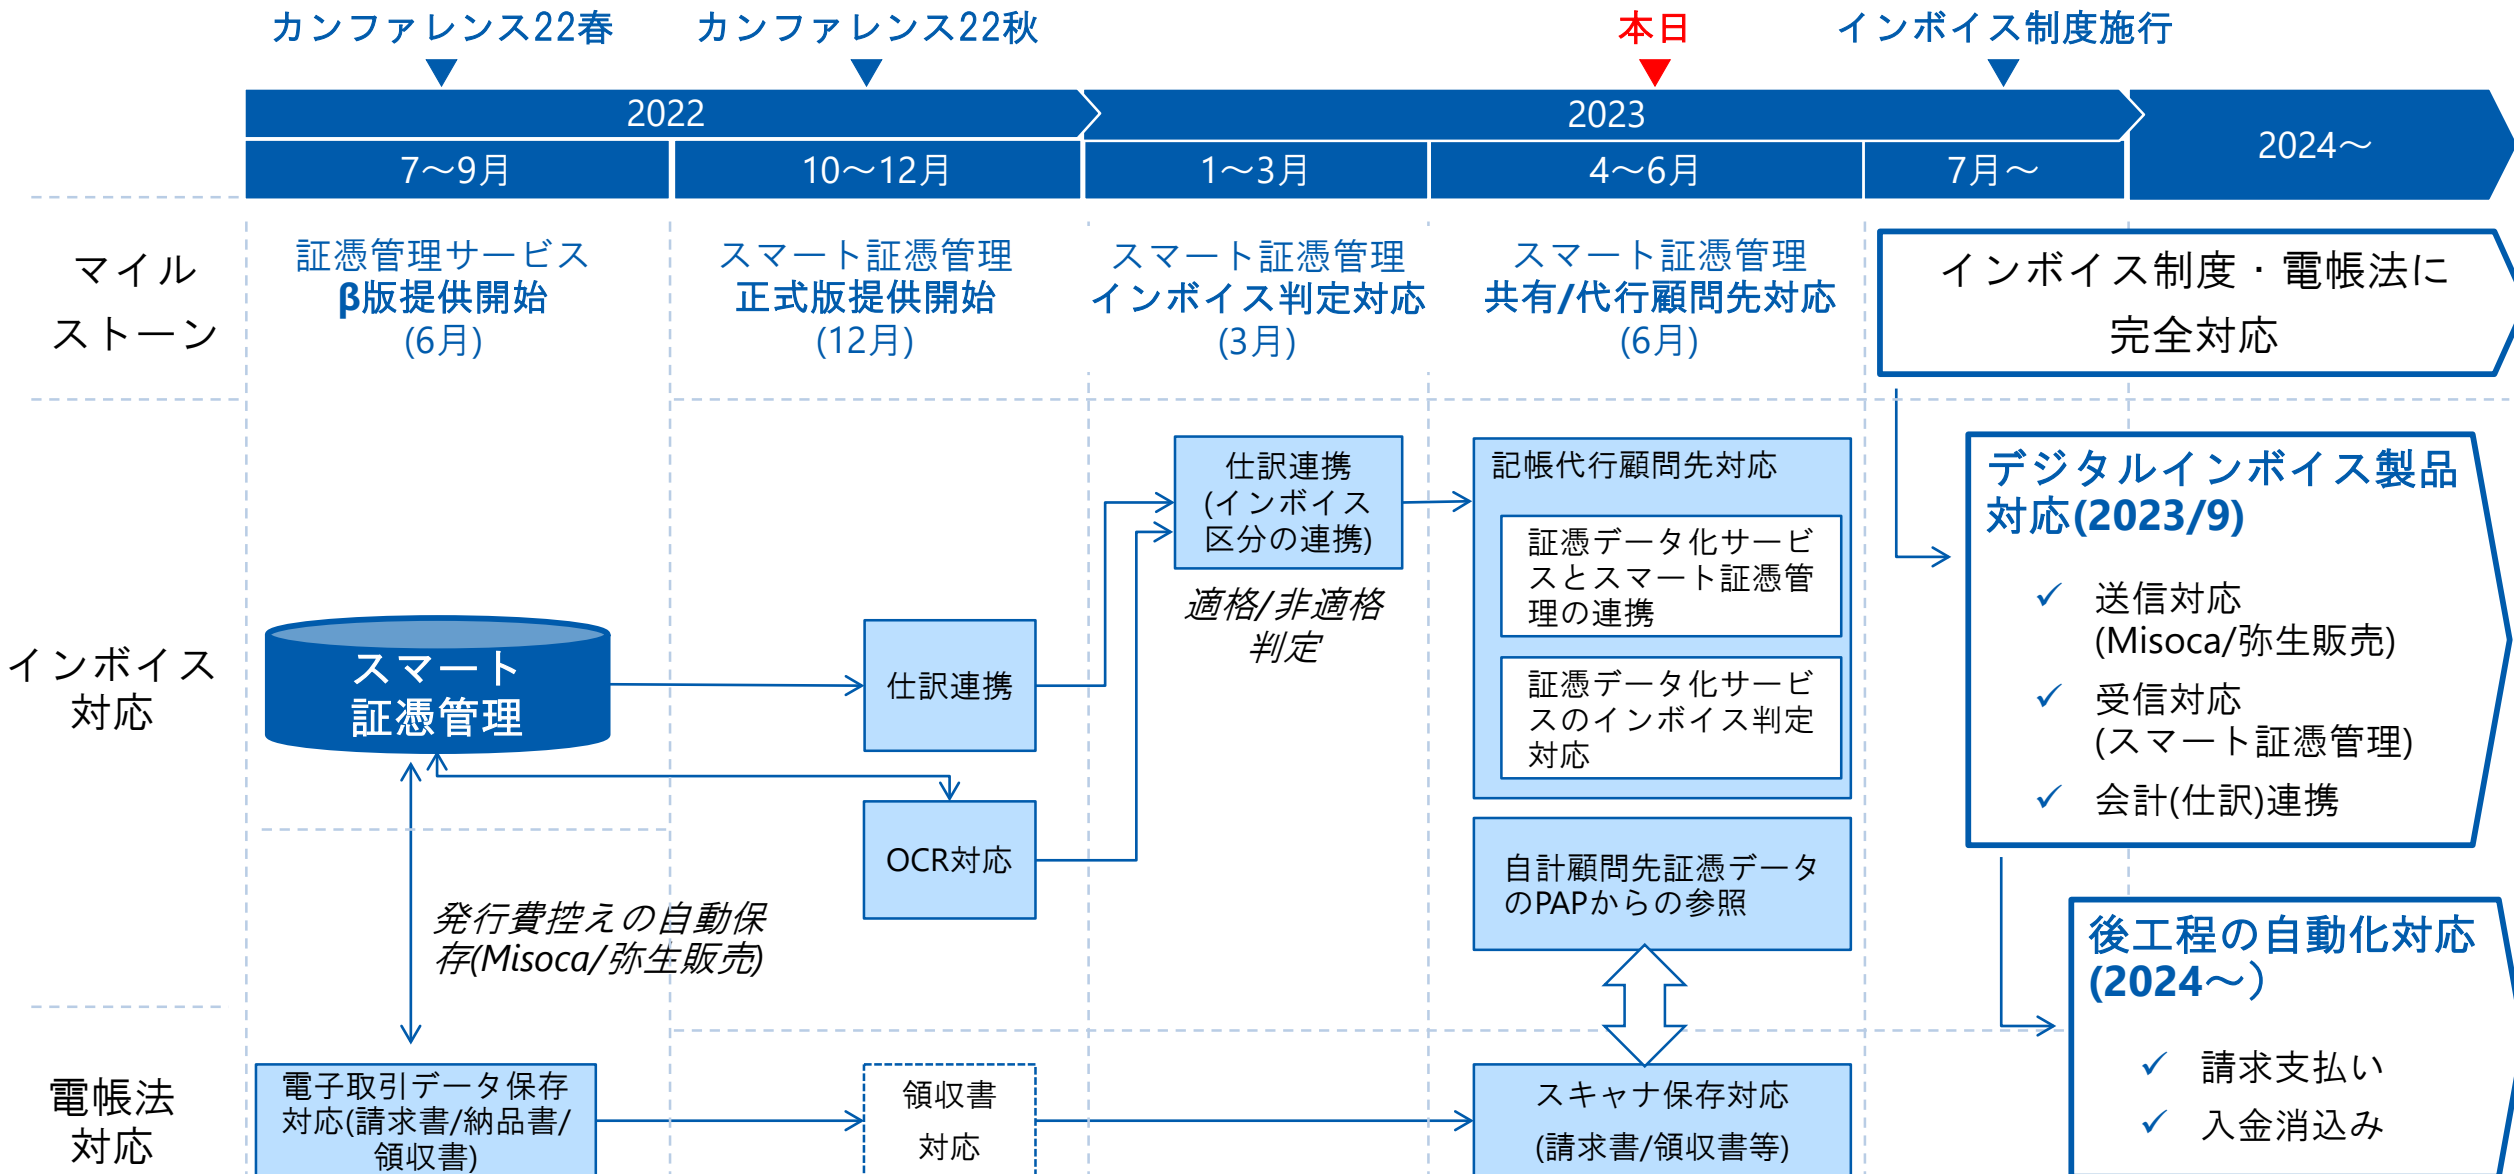 カンファレンス22春
カンファレンス22秋
本日
インボイス制度施行
2022
2023
2024～
7～9月
10～12月
1～3月
4～6月
7月～
マイル
ストーン
証憑管理サービス
β版提供開始
(6月)
スマート証憑管理
正式版提供開始
(12月)
スマート証憑管理
インボイス判定対応
(3月)
スマート証憑管理
共有/代行顧問先対応
(6月)
インボイス制度・電帳法に
完全対応
インボイス
対応
スマート
証憑管理
仕訳連携
OCR対応
発行費控えの自動保
存(Misoca/弥生販売)
仕訳連携
(インボイス
区分の連携)
適格/非適格
判定
記帳代行顧問先対応
証憑データ化サービ
スとスマート証憑管
理の連携
証憑データ化サービ
スのインボイス判定
対応
自計顧問先証憑データ
のPAPからの参照
デジタルインボイス製品
対応(2023/9)
✓ 送信対応
(Misoca/弥生販売)
✓ 受信対応
(スマート証憑管理)
✓ 会計(仕訳)連携
後工程の自動化対応
(2024～）
✓ 請求支払い
✓ 入金消込み
電帳法
対応
電子取引データ保存
対応(請求書/納品書/
領収書)
領収書
対応
スキャナ保存対応
(請求書/領収書等)